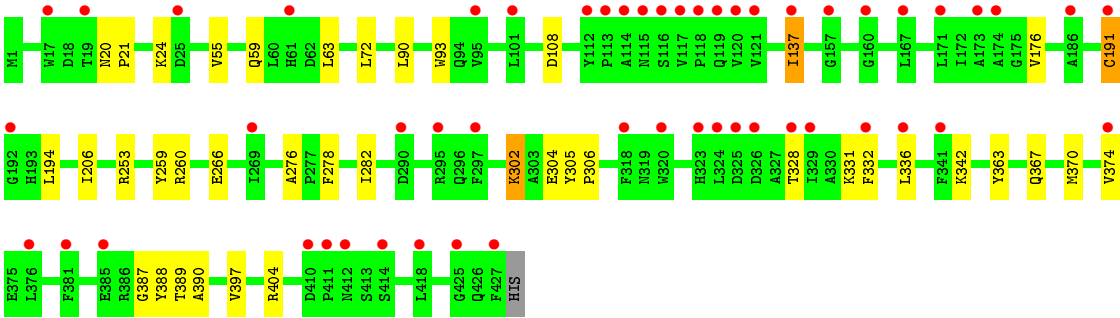 M1 W17 D18 T19 N20 P21 K24 D25 V55 Q59 L60 H61 D62 L63 L72 L90 W93 Q94 V95 L101 D108 Y112 P113 A114 N115 S116 V117 P118 Q119 V120 V121 I137 G157 G160 L167 L171 I172 A173 A174 G175 V176 A186 C191
G192 H193 L194 I206 R253 Y259 R260 E266 I269 A276 P277 F278 I282 D290 R295 Q296 F297 K302 A303 E304 Y305 P306 F318 N319 W320 H323 L324 D325 D326 A327 T328 I329 A330 K331 F332 L336 F341 K342 Y363 Q367 M370 V374
E375 L376 F381 E385 R386 G387 Y388 T389 A390 V397 R404 D410 P411 N412 S413 S414 L418 G425 Q426 F427 HIS